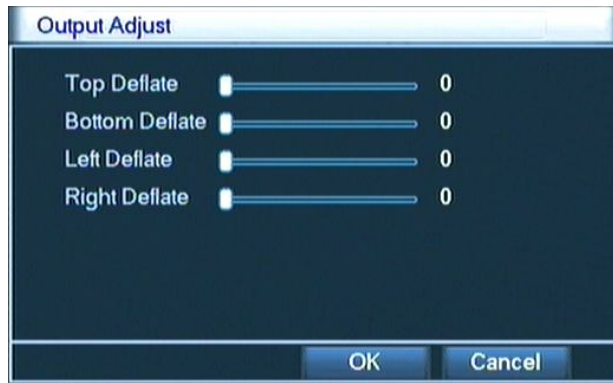 Output Adjust
Top Deflate 0
Bottom Deflate 0
Left Deflate 0
Right Deflate 0
OK Cancel